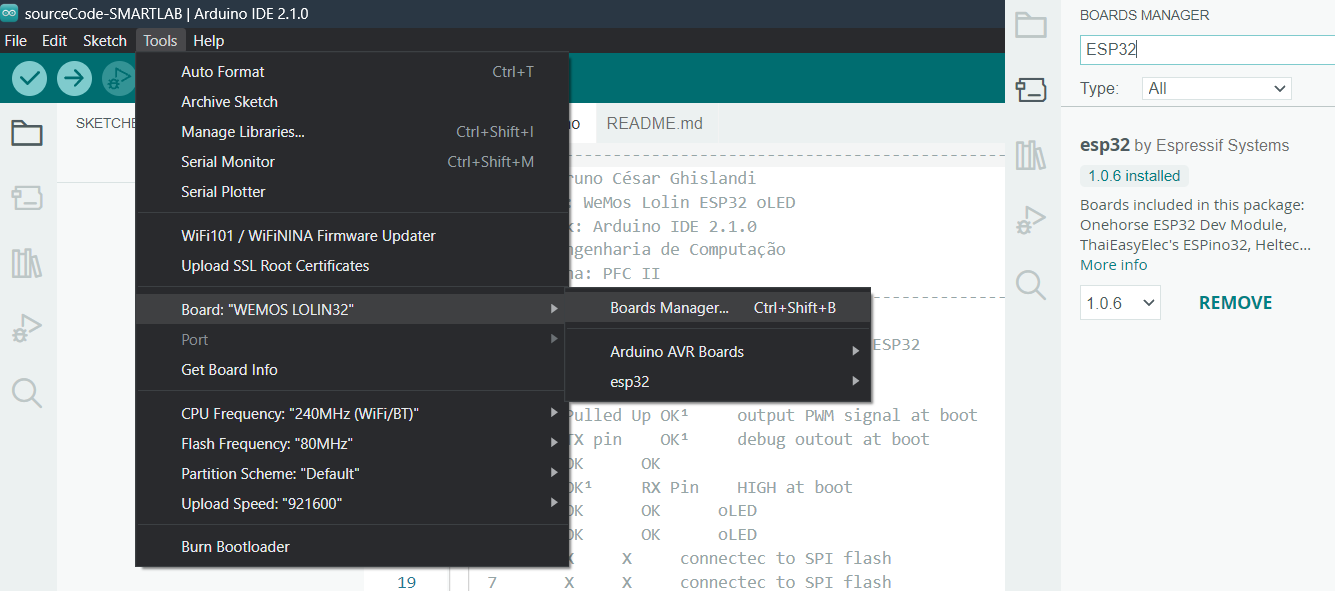 sourceCode-SMARTLAB | Arduino IDE 2.1.0
File Edit Sketch Tools Help
SKETCHE
Auto Format Ctrl+T
Archive Sketch
Manage Libraries... Ctrl+Shift+I
Serial Monitor Ctrl+Shift+M
Serial Plotter
WiFi101 / WiFiNINA Firmware Updater
Upload SSL Root Certificates
Board: "WEMOS LOLIN32"
Port
Get Board Info
CPU Frequency: "240MHz (WiFi/BT)"
Flash Frequency: "80MHz"
Partition Scheme: "Default"
Upload Speed: "921600"
Burn Bootloader
Boards Manager... Ctrl+Shift+B
Arduino AVR Boards
esp32
no README.md
runo César Ghislandi
: WeMos Lolin ESP32 oLED
x: Arduino IDE 2.1.0
ngenharia de Computação
na: PFC II
ESP32
Pulled Up OK¹ output PWM signal at boot
TX pin OK¹ debug outout at boot
OK OK
OK¹ RX Pin HIGH at boot
OK OK oLED
OK OK oLED
X X connectec to SPI flash
19 7 X X connectec to SPI flash
BOARDS MANAGER
ESP32
Type: All
esp32 by Espressif Systems
1.0.6 installed
Boards included in this package:
Onehorse ESP32 Dev Module,
ThaiEasyElec's ESPino32, Heltec...
More info
1.0.6 REMOVE